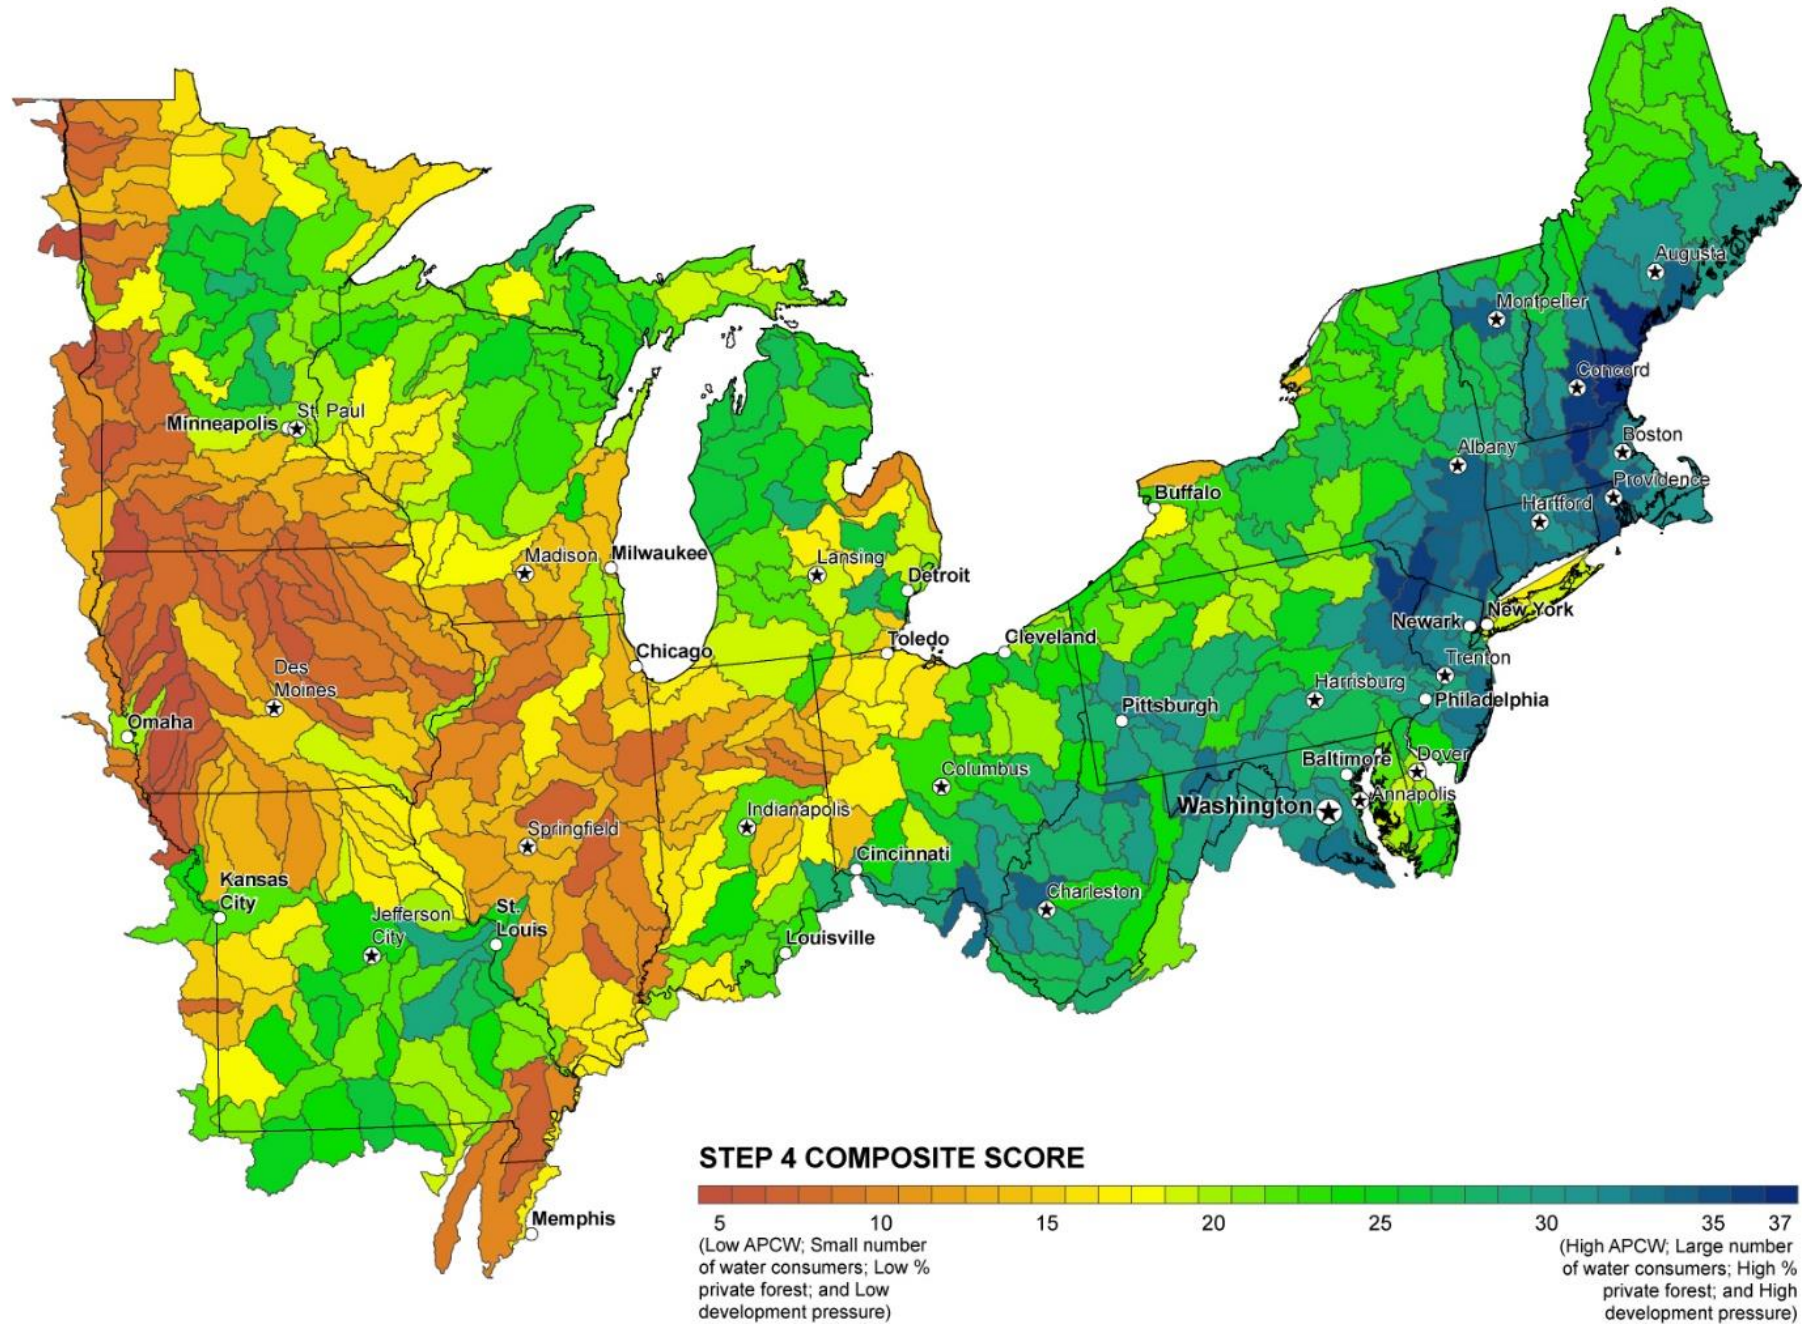 Augusta
Montpelier
Concord
St. Paul
Minneapolis
Boston
Albany
Providence
Buffalo
Hartford
Madison
Milwaukee
Lansing
Detroit
New York
Newark
Toledo
Cleveland
Chicago
Trenton
Des
Moines
Harrisburg
Philadelphia
Pittsburgh
Omaha
Baltimore
Dover
Columbus
Annapolis
Washington
Indianapolis
Springfield
Cincinnati
Kansas
City
Charleston
St.
Louis
Jefferson
City
Louisville
STEP 4 COMPOSITE SCORE
5 10 15 20 25 30 35 37
Memphis
(Low APCW; Small number
of water consumers; Low %
private forest; and Low
development pressure)
(High APCW; Large number
of water consumers; High %
private forest; and High
development pressure)